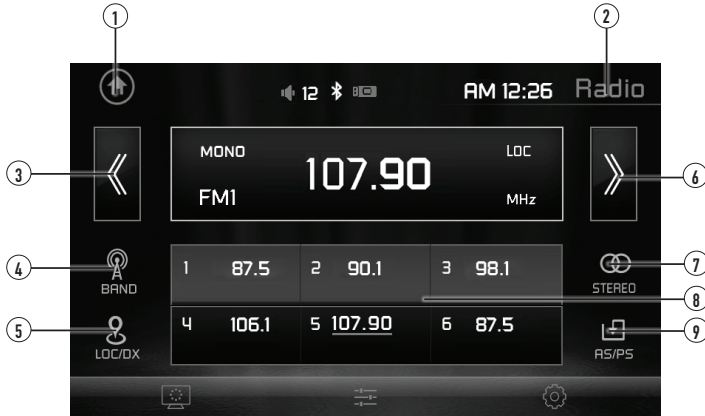 1 2
12 AM 12:26 Radio
MONO 107.90 LOC
FM1 MHz
3 6
4 BAND
7 STEREO
1 87.5 2 90.1 3 98.1
8
4 106.1 5 107.90 6 87.5
5 LOC/DX
9 AS/PS